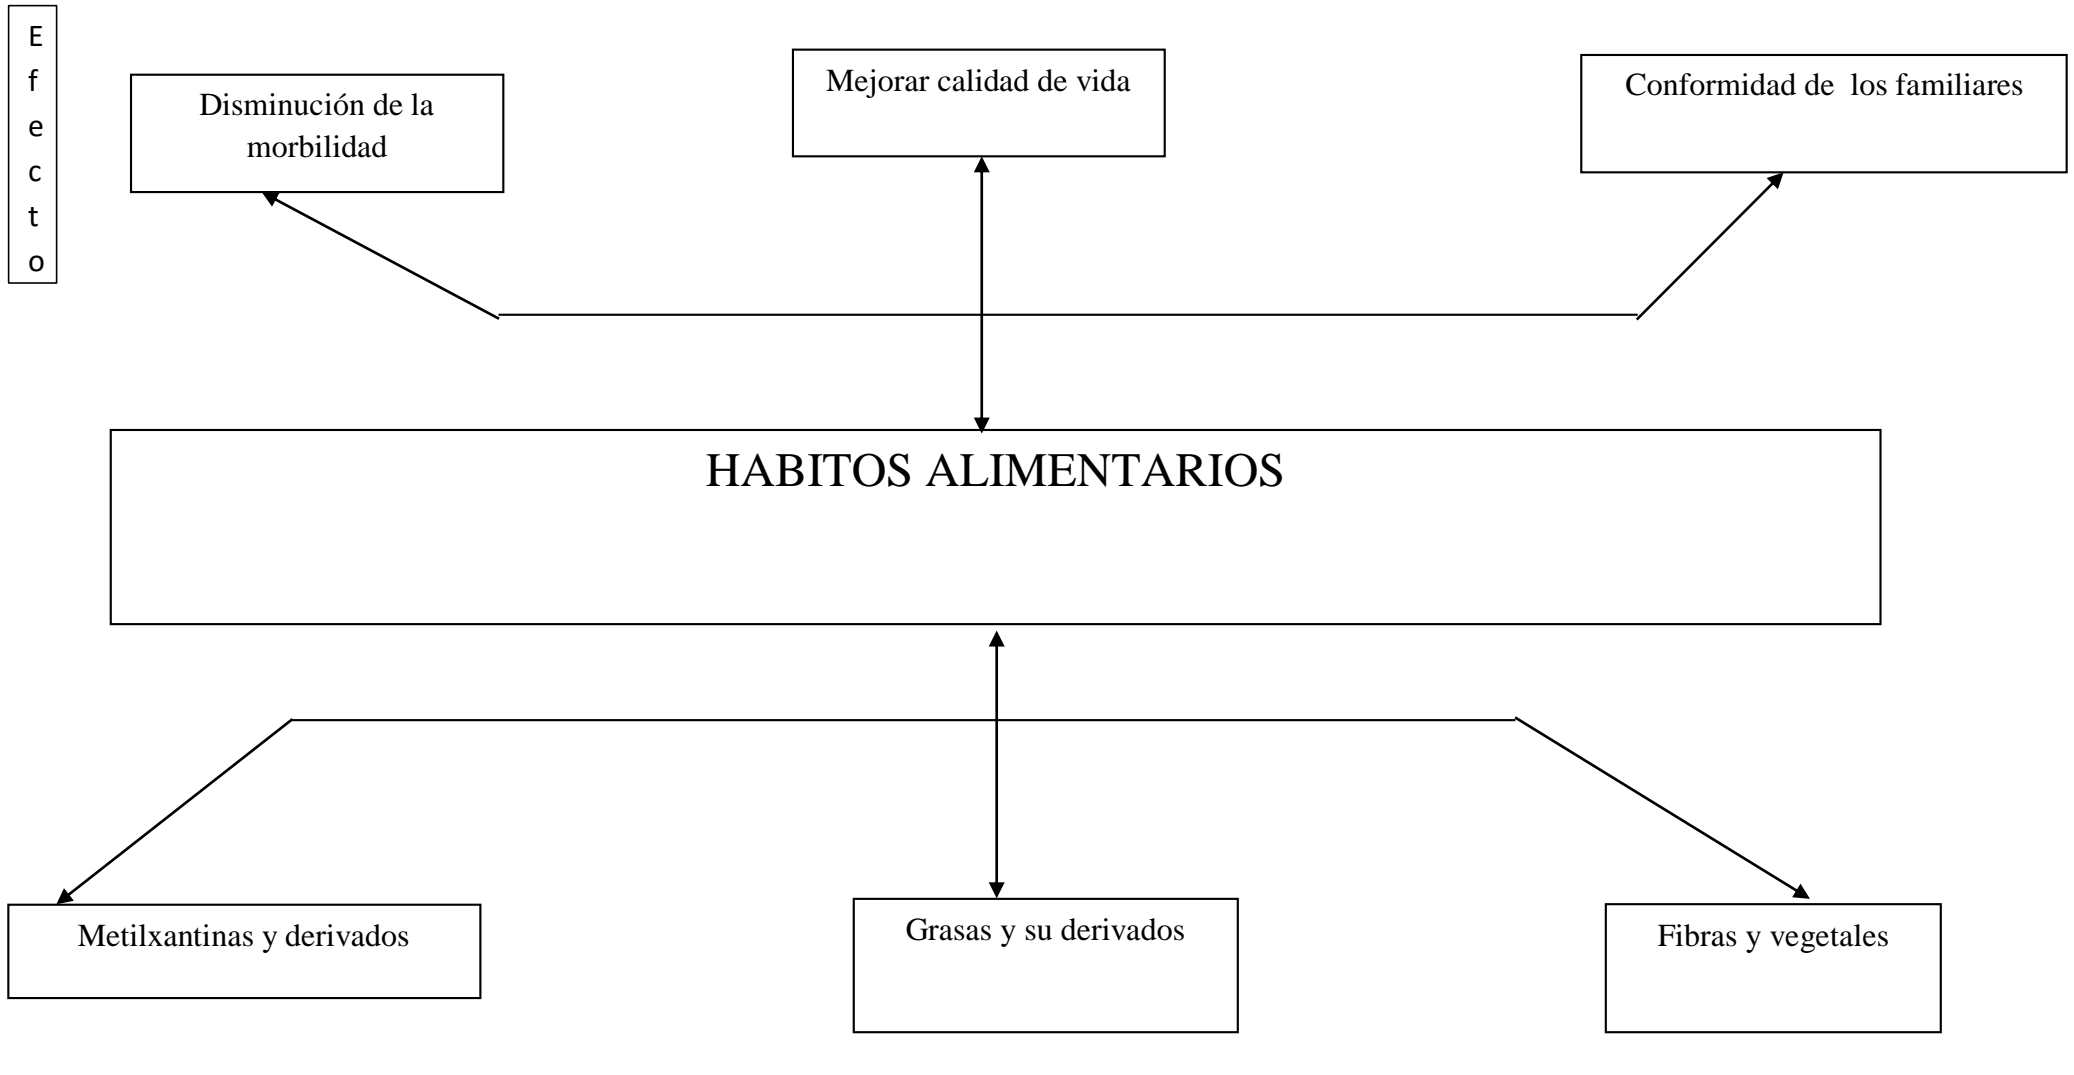 E
f
e
c
t
o
Disminución de la
morbilidad
Mejorar calidad de vida
Conformidad de  los familiares
HABITOS ALIMENTARIOS
Metilxantinas y derivados
Grasas y su derivados
Fibras y vegetales